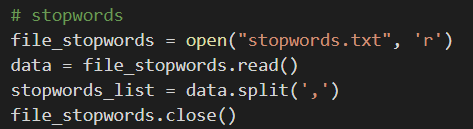 # stopwords
file_stopwords = open("stopwords.txt", 'r')
data = file_stopwords.read()
stopwords_list = data.split(',')
file_stopwords.close()